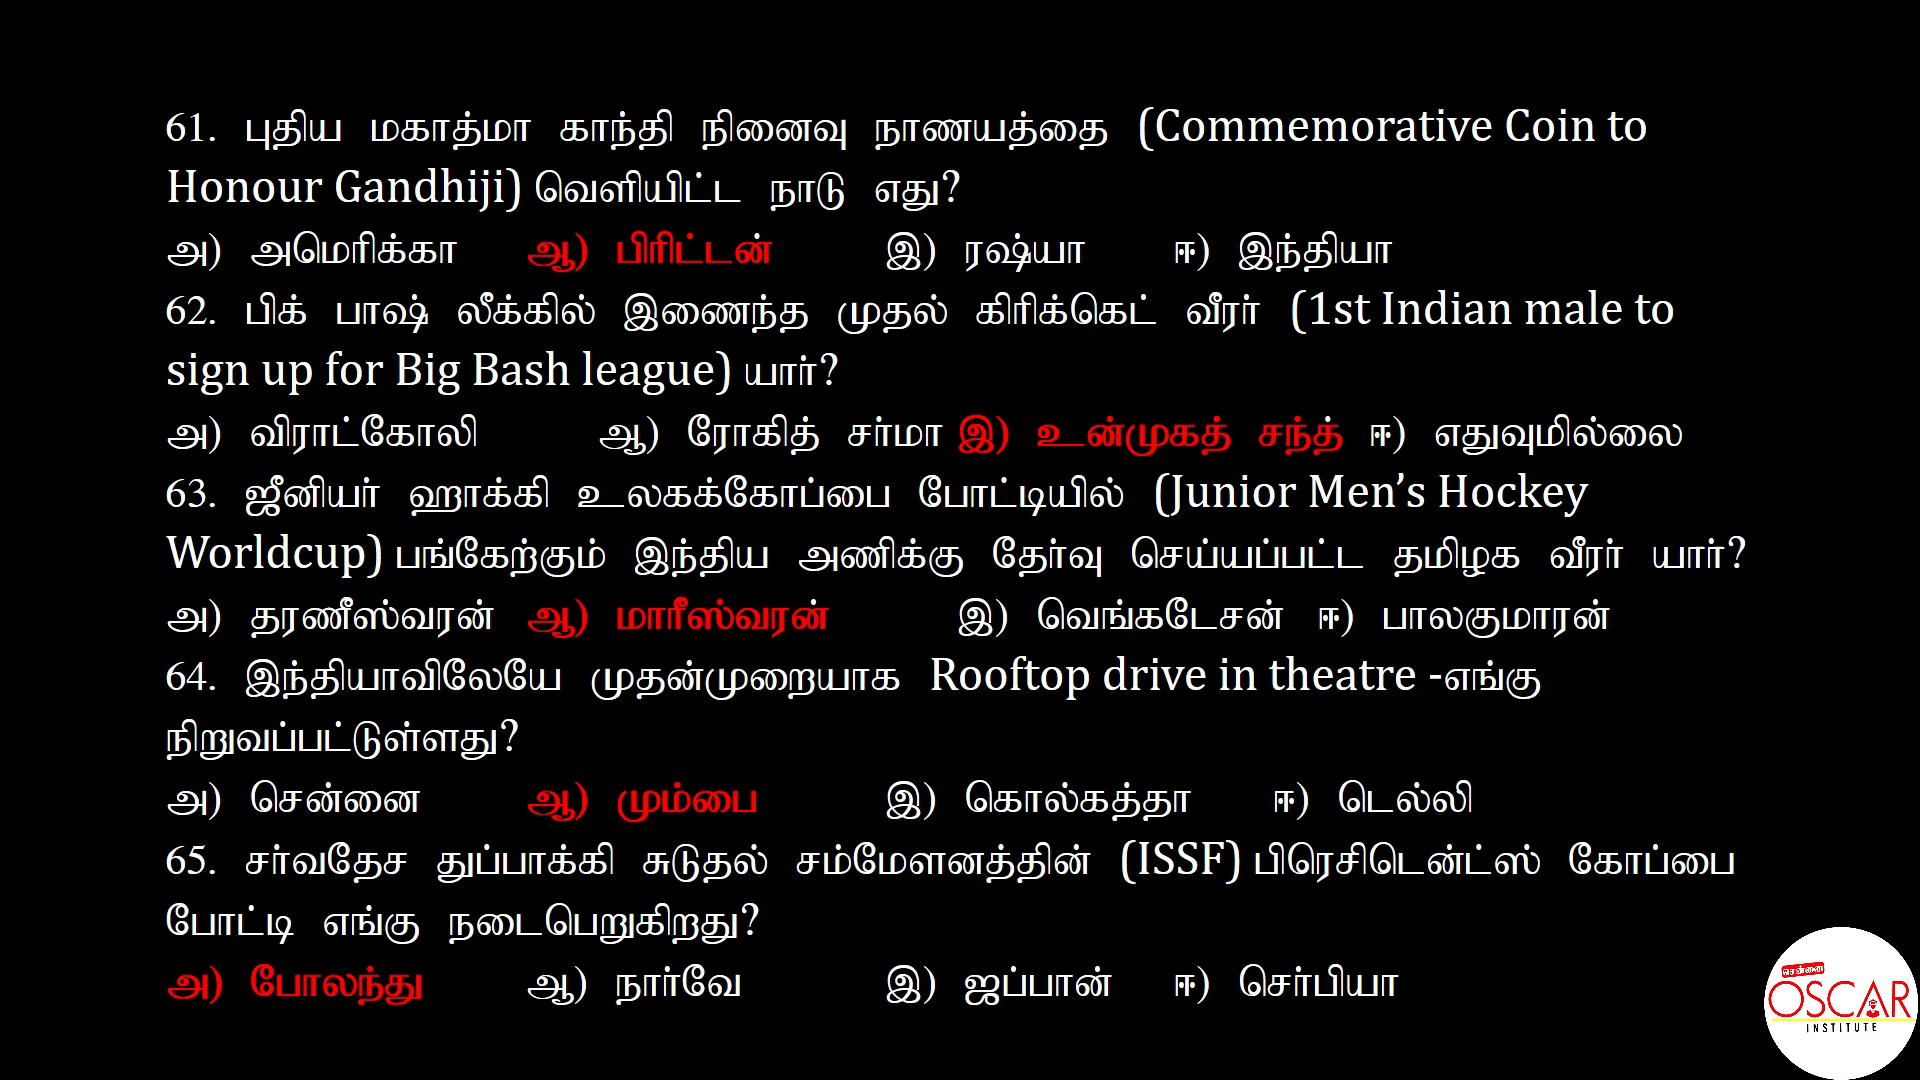 61. புதிய மகாத்மா காந்தி நினைவு நாணயத்தை (Commemorative Coin to
Honour Gandhiji) வெளியிட்ட நாடு எது?
அ) அமெரிக்கா ஆ) பிரிட்டன் இ) ரஷ்யா ஈ) இந்தியா
62. பிக் பாஷ் லீக்கில் இணைந்த முதல் கிரிக்கெட் வீரர் (1st Indian male to
sign up for Big Bash league) யார்?
அ) விராட்கோலி ஆ) ரோகித் சர்மா இ) உன்முகத் சந்த் ஈ) எதுவுமில்லை
63. ஜீனியர் ஹாக்கி உலகக்கோப்பை போட்டியில் (Junior Men’s Hockey
Worldcup) பங்கேற்கும் இந்திய அணிக்கு தேர்வு செய்யப்பட்ட தமிழக வீரர் யார்?
அ) தரணீஸ்வரன் ஆ) மாரீஸ்வரன் இ) வெங்கடேசன் ஈ) பாலகுமாரன்
64. இந்தியாவிலேயே முதன்முறையாக Rooftop drive in theatre -எங்கு
நிறுவப்பட்டுள்ளது?
அ) சென்னை ஆ) மும்பை இ) கொல்கத்தா ஈ) டெல்லி
65. சர்வதேச துப்பாக்கி சுடுதல் சம்மேளனத்தின் (ISSF) பிரெசிடென்ட்ஸ் கோப்பை
போட்டி எங்கு நடைபெறுகிறது?
அ) போலந்து ஆ) நார்வே இ) ஜப்பான் ஈ) செர்பியா
சென்னை
OSCAR
INSTITUTE